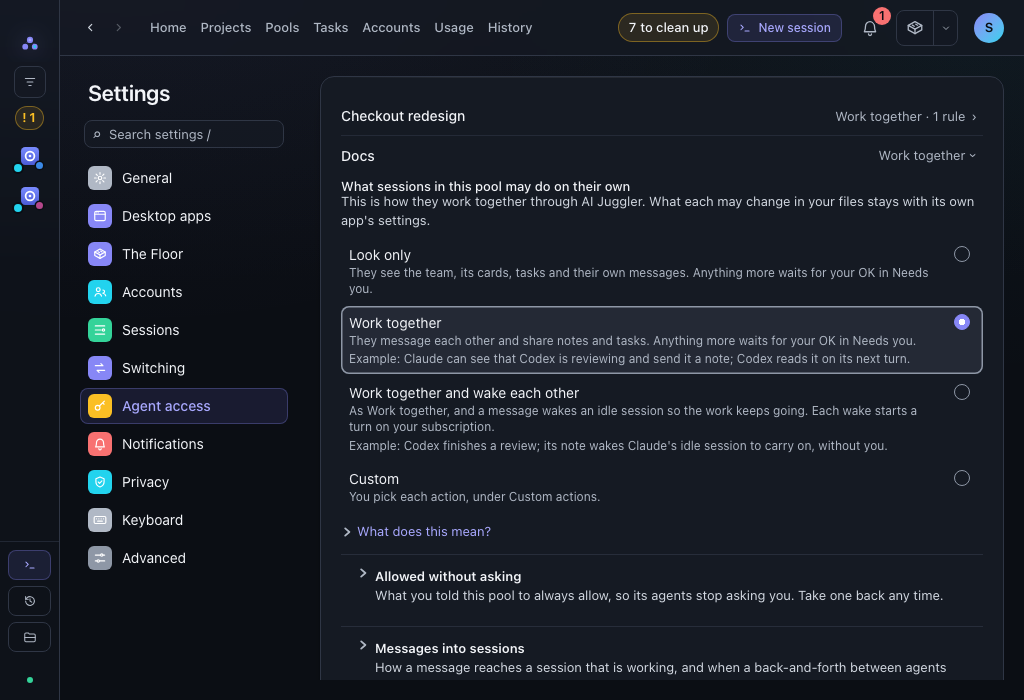 Home Projects Pools Tasks Accounts Usage History 7 to clean up New session 1 S
! 1
Settings
Search settings /
General
Desktop apps
The Floor
Accounts
Sessions
Switching
Agent access
Notifications
Privacy
Keyboard
Advanced
Checkout redesign Work together · 1 rule ›
Docs Work together
What sessions in this pool may do on their own
This is how they work together through AI Juggler. What each may change in your files stays with its own
app's settings.
Look only
They see the team, its cards, tasks and their own messages. Anything more waits for your OK in Needs
you.
Work together
They message each other and share notes and tasks. Anything more waits for your OK in Needs you.
Example: Claude can see that Codex is reviewing and send it a note; Codex reads it on its next turn.
Work together and wake each other
As Work together, and a message wakes an idle session so the work keeps going. Each wake starts a
turn on your subscription.
Example: Codex finishes a review; its note wakes Claude's idle session to carry on, without you.
Custom
You pick each action, under Custom actions.
What does this mean?
Allowed without asking
What you told this pool to always allow, so its agents stop asking you. Take one back any time.
Messages into sessions
How a message reaches a session that is working, and when a back-and-forth between agents